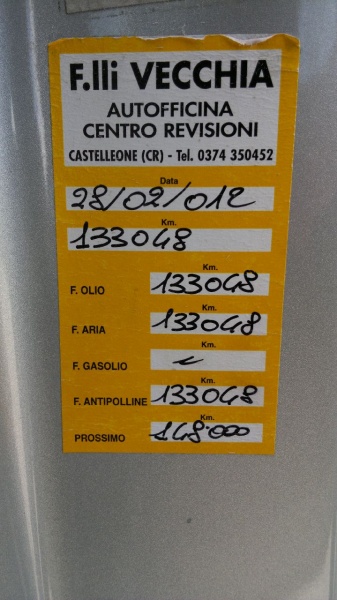 F.lli VECCHIA
AUTOFFICINA
CENTRO REVISIONI
CASTELLEONE (CR) - Tel. 0374 350452
Data
28/02/012
Km.
133048
Km.
F. OLIO 133048
Km.
F. ARIA 133048
Km.
F. GASOLIO
Km.
F. ANTIPOLLINE 133048
Km.
PROSSIMO 148.000